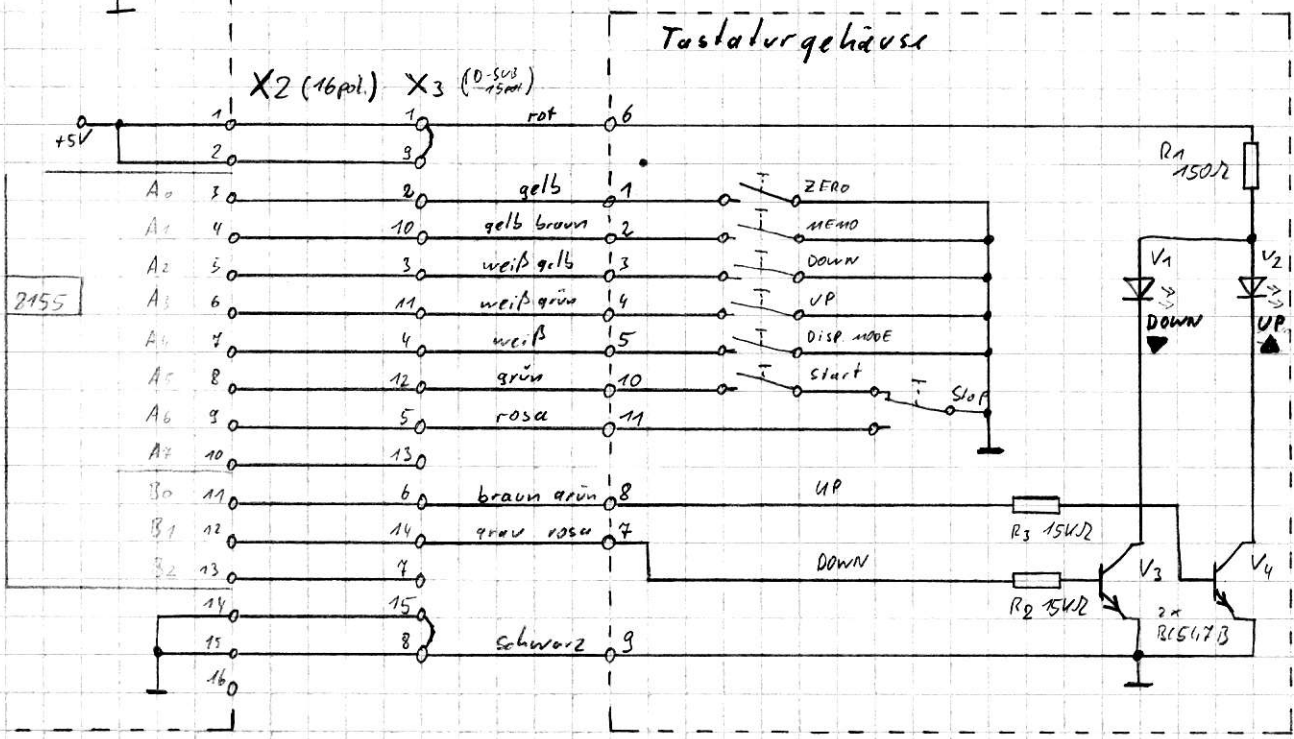 Tastaturgehäuse
X2 (16pol.) X3 (D-SUB 15pol)
+5V 1 1 rot 6
2 9
A0 3 2 gelb 1 ZERO
A1 4 10 gelb braun 2 MEMO
A2 5 3 weiß gelb 3 DOWN
8155 A3 6 11 weiß grün 4 UP
A4 7 4 weiß 5 DISP. MODE
A5 8 12 grün 10 Start Stop
A6 9 5 rosa 11
A7 10 13
B0 11 6 braun grün 8 UP
B1 12 14 grau rosa 7 DOWN
B2 13 7
14 15
15 8 schwarz 9
16
R1 150Ω
V1 V2
DOWN UP
R3 15KΩ
R2 15KΩ
V3 V4
2x
BC547B